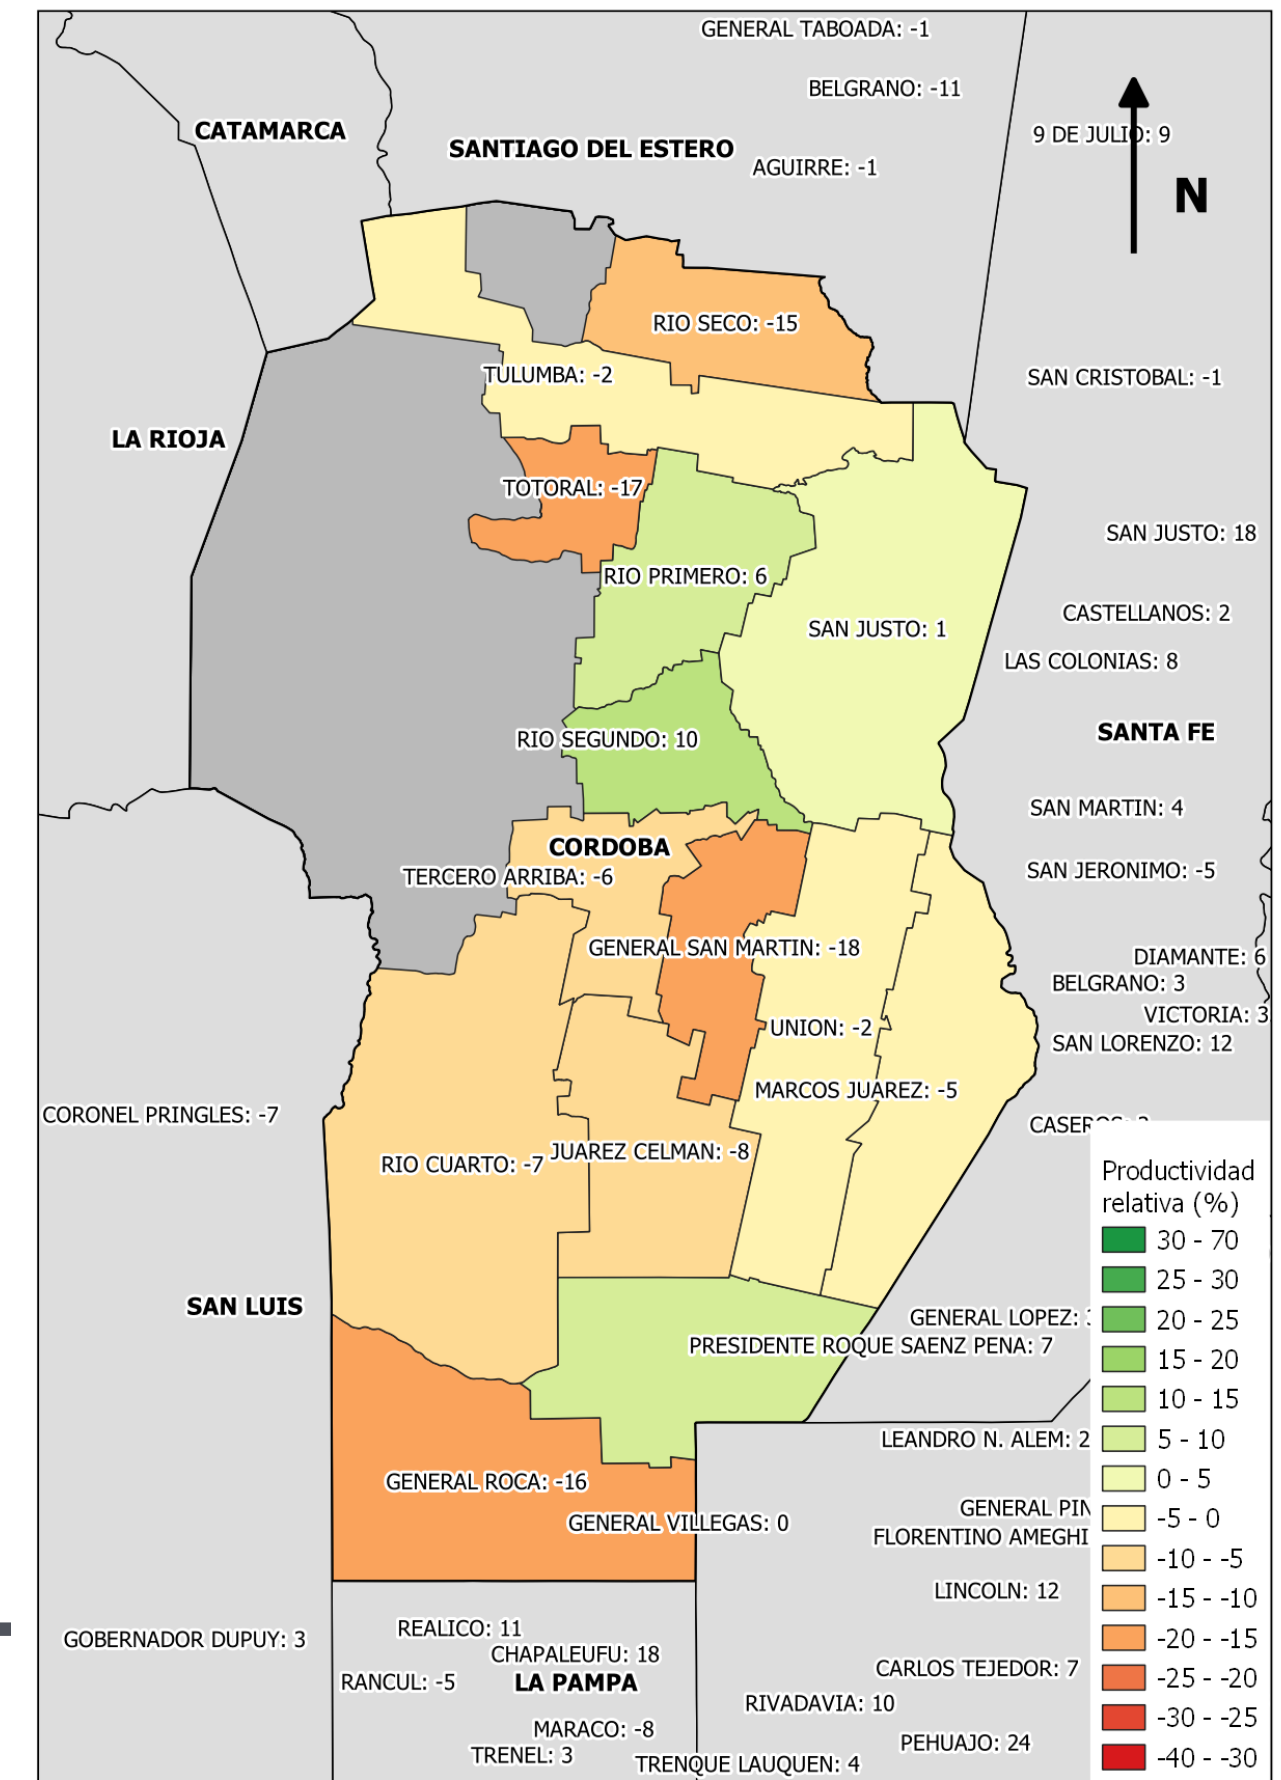 GENERAL TABOADA: -1
BELGRANO: -11
CATAMARCA
9 DE JULIO: 9
SANTIAGO DEL ESTERO
AGUIRRE: -1
N
RIO SECO: -15
TULUMBA: -2
SAN CRISTOBAL: -1
LA RIOJA
TOTORAL: -17
SAN JUSTO: 18
RIO PRIMERO: 6
CASTELLANOS: 2
SAN JUSTO: 1
LAS COLONIAS: 8
SANTA FE
RIO SEGUNDO: 10
SAN MARTIN: 4
CORDOBA
SAN JERONIMO: -5
TERCERO ARRIBA: -6
GENERAL SAN MARTIN: -18
DIAMANTE: 6
BELGRANO: 3
VICTORIA: 3
UNION: -2
SAN LORENZO: 12
MARCOS JUAREZ: -5
CORONEL PRINGLES: -7
CASEROS:
JUAREZ CELMAN: -8
RIO CUARTO: -7
Productividad
relativa (%)
30 - 70
25 - 30
20 - 25
15 - 20
10 - 15
5 - 10
0 - 5
-5 - 0
-10 - -5
-15 - -10
-20 - -15
-25 - -20
-30 - -25
-40 - -30
SAN LUIS
GENERAL LOPEZ:
PRESIDENTE ROQUE SAENZ PENA: 7
LEANDRO N. ALEM: 2
GENERAL ROCA: -16
GENERAL PIN
GENERAL VILLEGAS: 0
FLORENTINO AMEGHI
LINCOLN: 12
REALICO: 11
GOBERNADOR DUPUY: 3
CHAPALEUFU: 18
CARLOS TEJEDOR: 7
RANCUL: -5
LA PAMPA
RIVADAVIA: 10
MARACO: -8
PEHUAJO: 24
TRENEL: 3
TRENQUE LAUQUEN: 4